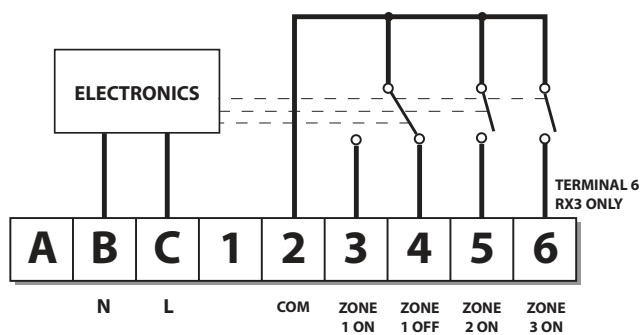 ELECTRONICS
TERMINAL 6
RX3 ONLY
A B C 1 2 3 4 5 6
N L COM ZONE ZONE ZONE ZONE
1 ON 1 OFF 2 ON 3 ON